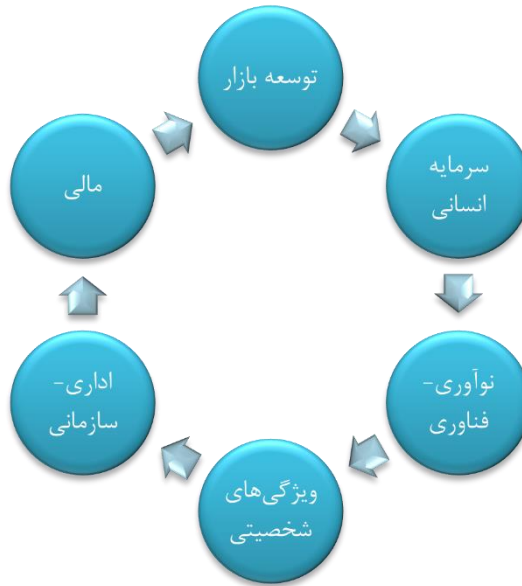 توسعه بازار
سرمایه
انسانی
نوآوری-
فناوری
ویژگی‌های
شخصیتی
اداری-
سازمانی
مالی